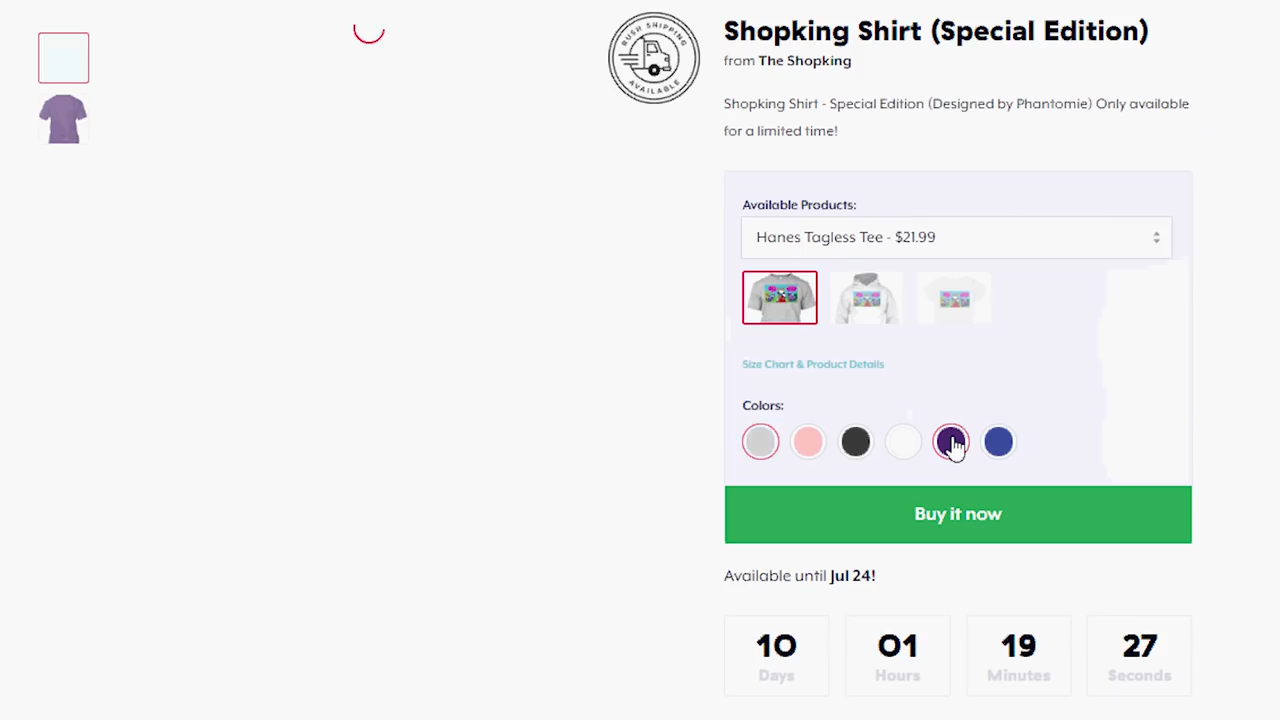 RUSH SHIPPING
AVAILABLE
Shopking Shirt (Special Edition)
from The Shopking
Shopking Shirt - Special Edition (Designed by Phantomie) Only available
for a limited time!
Available Products:
Hanes Tagless Tee - $21.99
Size Chart & Product Details
Colors:
Buy it now
Available until Jul 24!
10 01 19 27
Days Hours Minutes Seconds